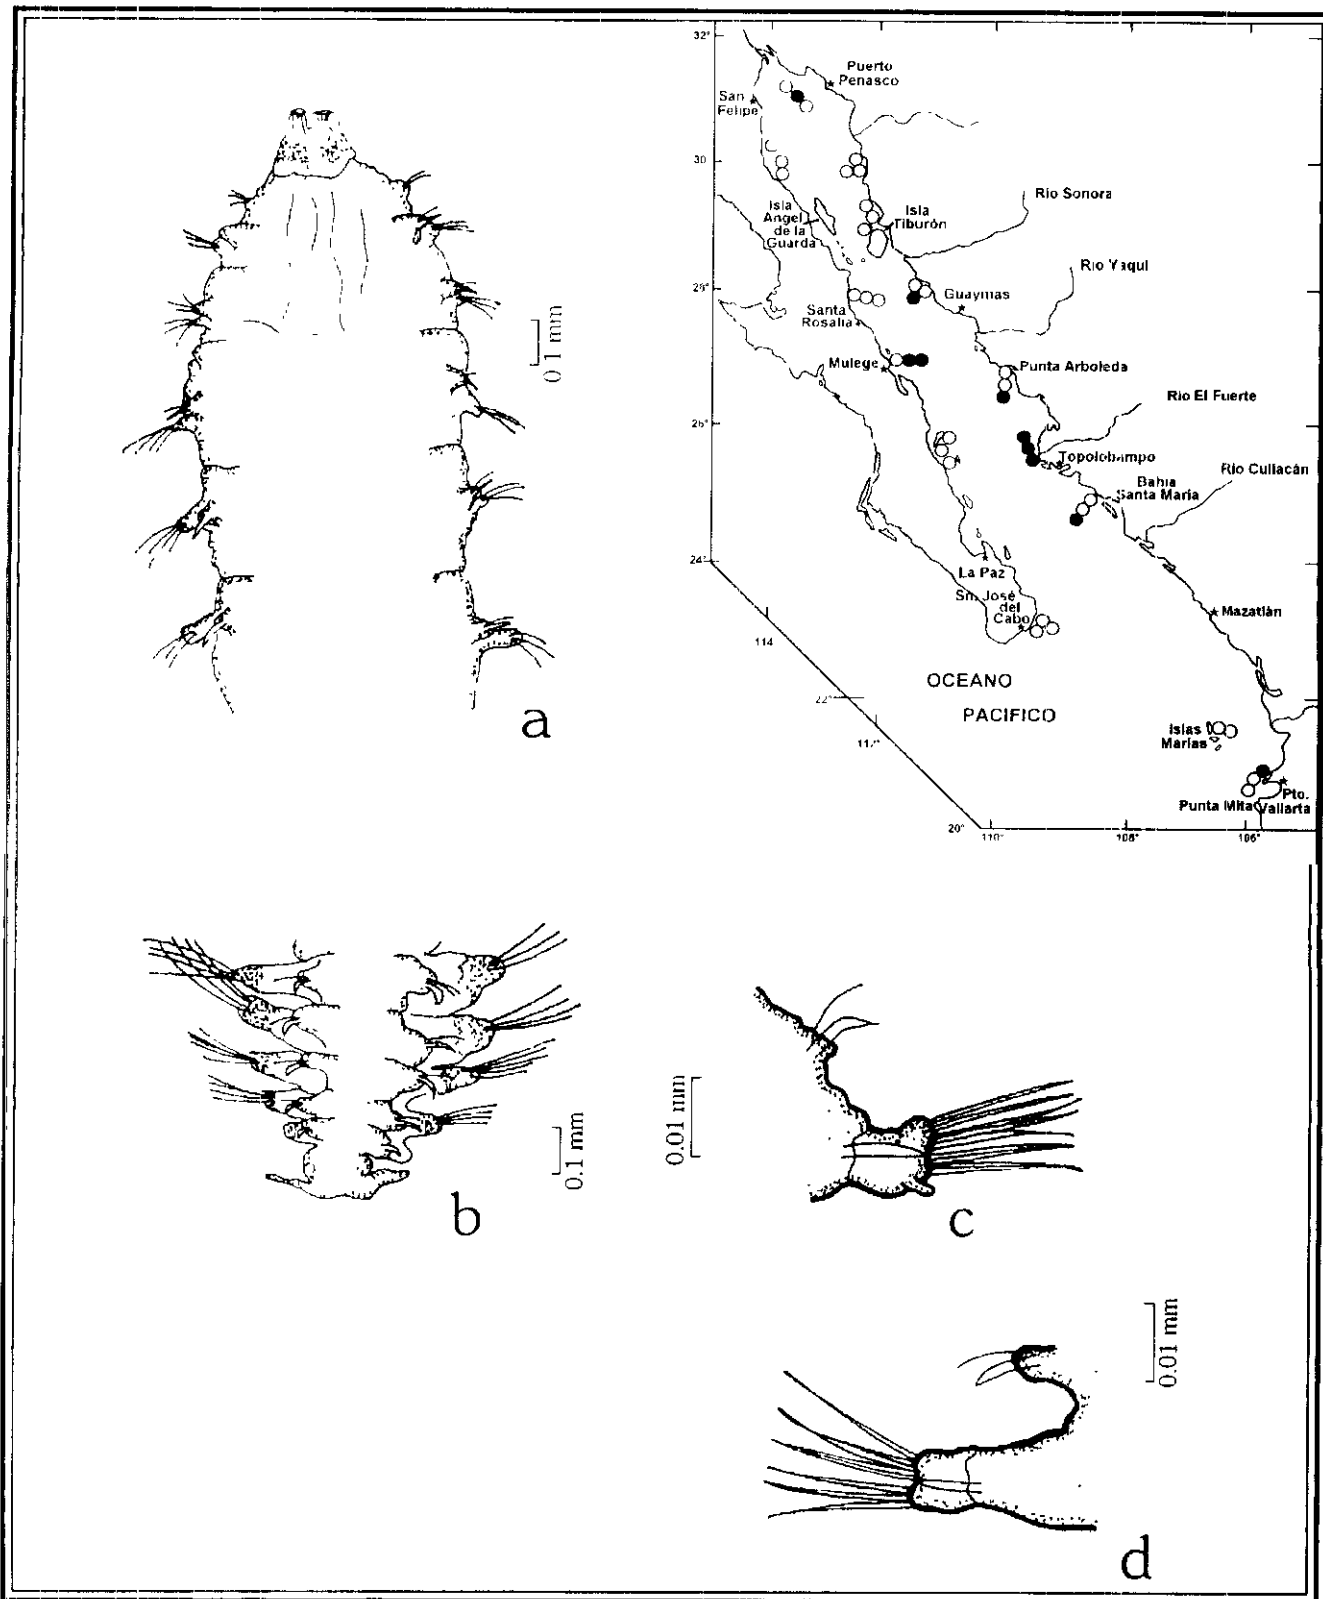 32°
Puerto
Penasco
San
Felipe
30
Isla
Angel
de la
Guarda
Isla
Tiburón
Rio Sonora
Rio Yaqui
28°
Guaymas
Santa
Rosalia
Mulege
Punta Arboleda
Rio El Fuerte
26°
Topolobampo
Rio Culiacán
Bahia
Santa Maria
24°
La Paz
Sn. José
del
Cabo
Mazatlán
114
OCEANO
PACIFICO
22°
112°
Islas
Marías
Punta Mita
Pto.
Vallarta
20°
110°
108°
106°
0.1 mm
a
0.1 mm
b
0.01 mm
c
0.01 mm
d